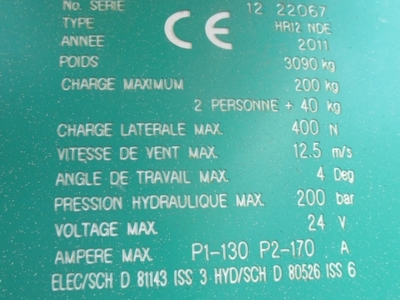 No. SERIE 12 22067
TYPE HR12 NDE
CE
ANNEE 2011
POIDS 3090 kg
CHARGE MAXIMUM 200 kg
2 PERSONNE + 40 kg
CHARGE LATERALE MAX. 400 N
VITESSE DE VENT MAX. 12.5 m/s
ANGLE DE TRAVAIL MAX. 4 Deg
PRESSION HYDRAULIQUE MAX. 200 bar
VOLTAGE MAX. 24 V
AMPERE MAX. P1-130 P2-170 A
ELEC/SCH D 81143 ISS 3 HYD/SCH D 80526 ISS 6